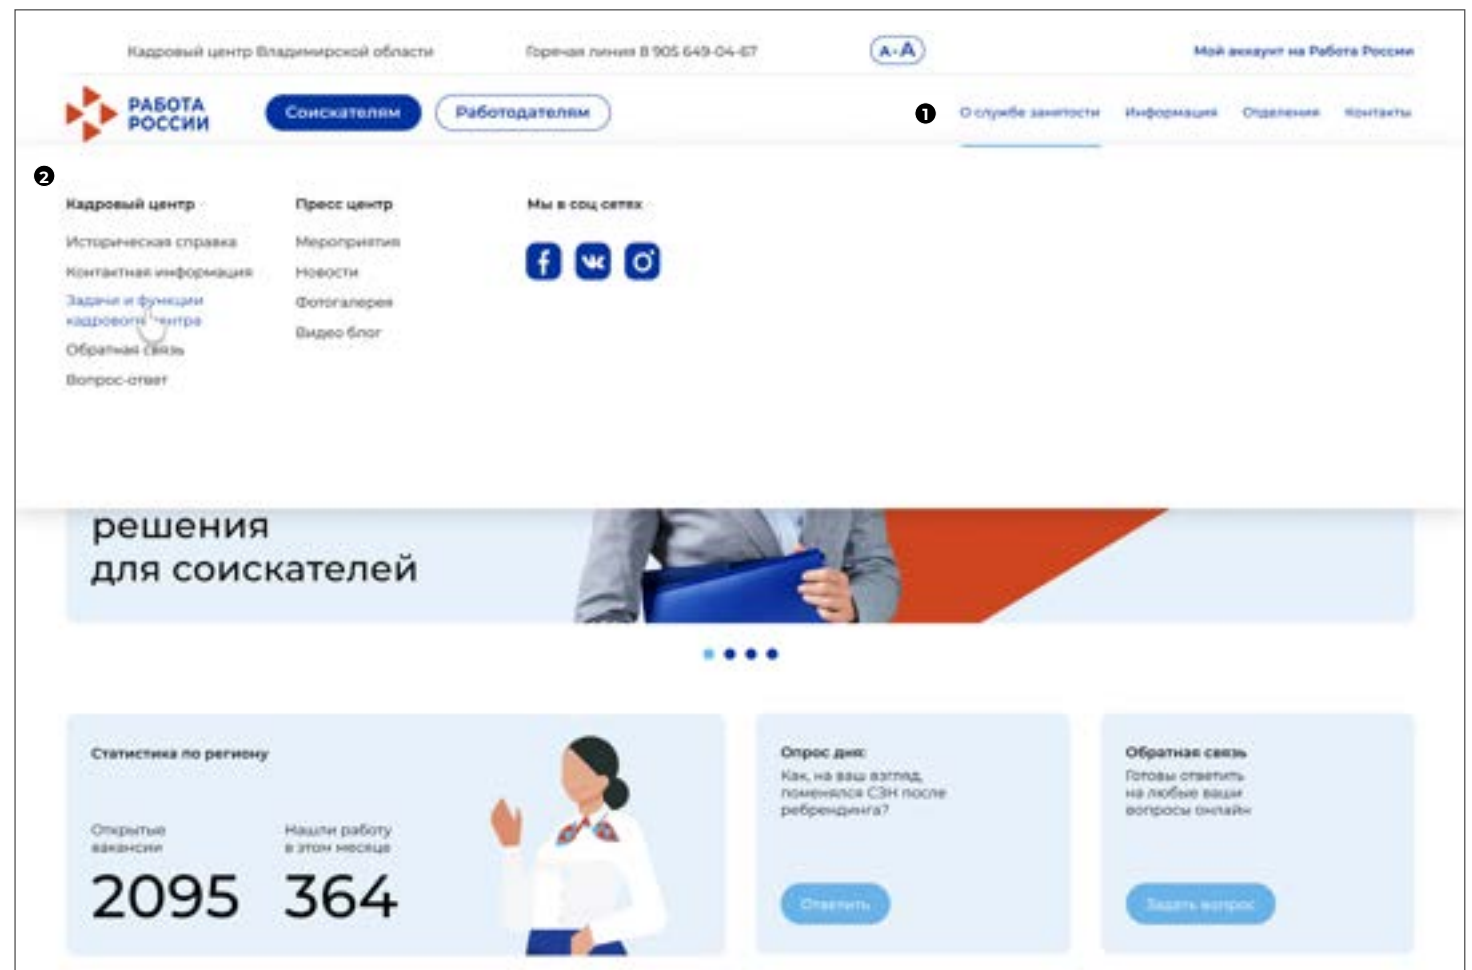 Кадровый центр Владимирской области
Горячая линия 8 905 649-04-67
A-A
Мой аккаунт на Работа России
РАБОТА
РОССИИ
Соискателям
Работодателям
1
О службе занятости
Информация
Отделения
Контакты
2
Кадровый центр
Историческая справка
Контактная информация
Задачи и функции
кадрового центра
Обратная связь
Вопрос-ответ
Пресс центр
Мероприятия
Новости
Фотогалерея
Видео блог
Мы в соц сетях
решения
для соискателей
Статистика по региону
Открытые
вакансии
2095
Нашли работу
в этом месяце
364
Опрос дня:
Как, на ваш взгляд,
поменялся СЗН после
ребрендинга?
Ответить
Обратная связь
Готовы ответить
на любые ваши
вопросы онлайн
Задать вопрос